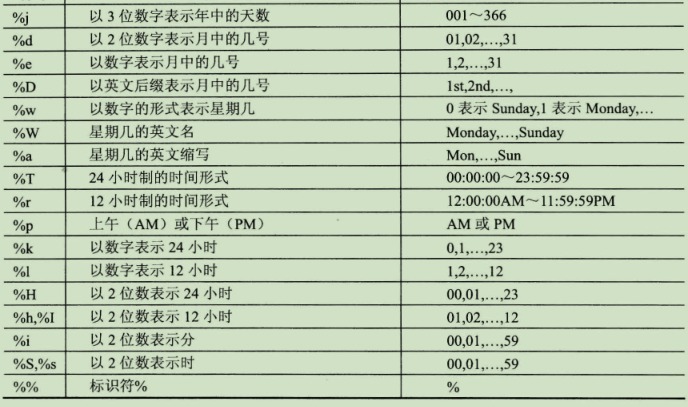 %j 以 3 位数字表示年中的天数 001～366
%d 以 2 位数字表示月中的几号 01,02,…,31
%e 以数字表示月中的几号 1,2,…,31
%D 以英文后缀表示月中的几号 1st,2nd,…,
%w 以数字的形式表示星期几 0 表示 Sunday,1 表示 Monday,…
%W 星期几的英文名 Monday,…,Sunday
%a 星期几的英文缩写 Mon,…,Sun
%T 24 小时制的时间形式 00:00:00～23:59:59
%r 12 小时制的时间形式 12:00:00AM～11:59:59PM
%p 上午（AM）或下午（PM） AM 或 PM
%k 以数字表示 24 小时 0,1,…,23
%l 以数字表示 12 小时 1,2,…,12
%H 以 2 位数表示 24 小时 00,01,…,23
%h,%I 以 2 位数表示 12 小时 01,02,…,12
%i 以 2 位数表示分 00,01,…,59
%S,%s 以 2 位数表示时 00,01,…,59
%% 标识符% %